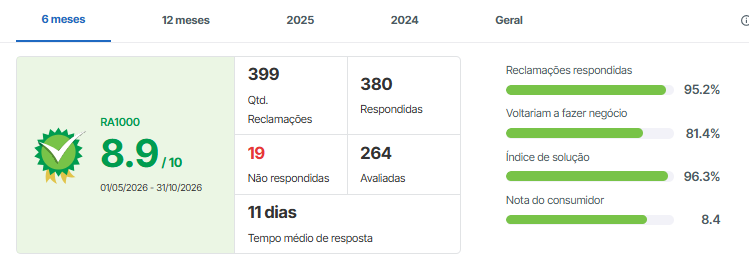 6 meses
12 meses
2025
2024
Geral
RA1000
8.9 / 10
01/05/2026 - 31/10/2026
399
Qtd.
Reclamações
380
Respondidas
19
Não respondidas
264
Avaliadas
11 dias
Tempo médio de resposta
Reclamações respondidas
95.2%
Voltariam a fazer negócio
81.4%
Índice de solução
96.3%
Nota do consumidor
8.4